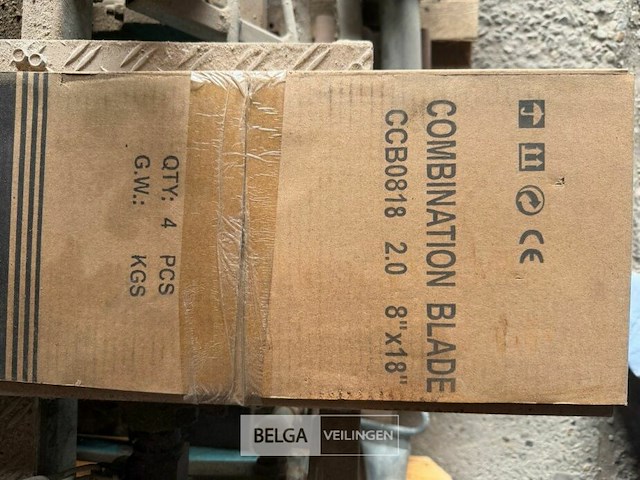 COMBINATION BLADE
CCB0818 2.0 8"x18"
QTY: 4 PCS
G.W.: KGS
CE
BELGA VEILINGEN